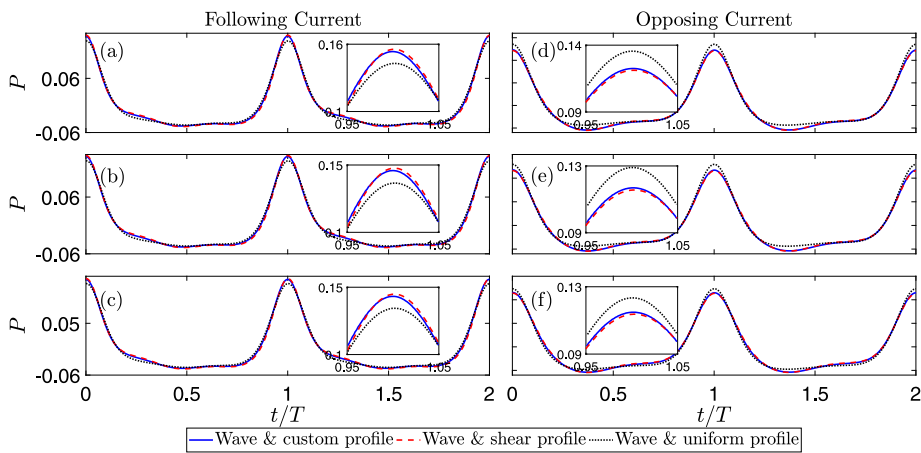 Following Current Opposing Current
(a) 0.16 0.1 0.95 1.05 (d) 0.14 0.09 0.95 1.05
P 0.06 -0.06
(b) 0.15 0.1 0.95 1.05 (e) 0.13 0.09 0.95 1.05
P 0.06 -0.06
(c) 0.15 0.1 0.95 1.05 (f) 0.13 0.09 0.95 1.05
P 0.05 -0.06
0 0.5 1 1.5 2 0 0.5 1 1.5 2
t/T t/T
Wave & custom profile Wave & shear profile Wave & uniform profile